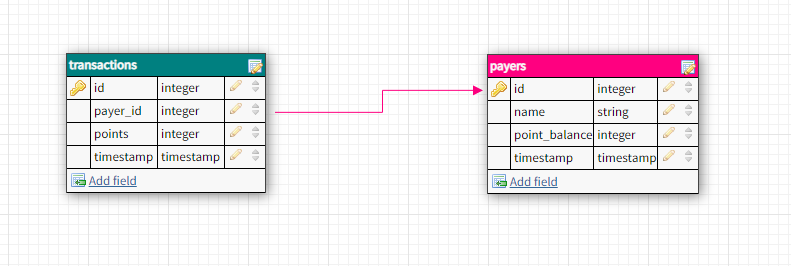 transactions
id integer
payer_id integer
points integer
timestamp timestamp
Add field
payers
id integer
name string
point_balance integer
timestamp timestamp
Add field